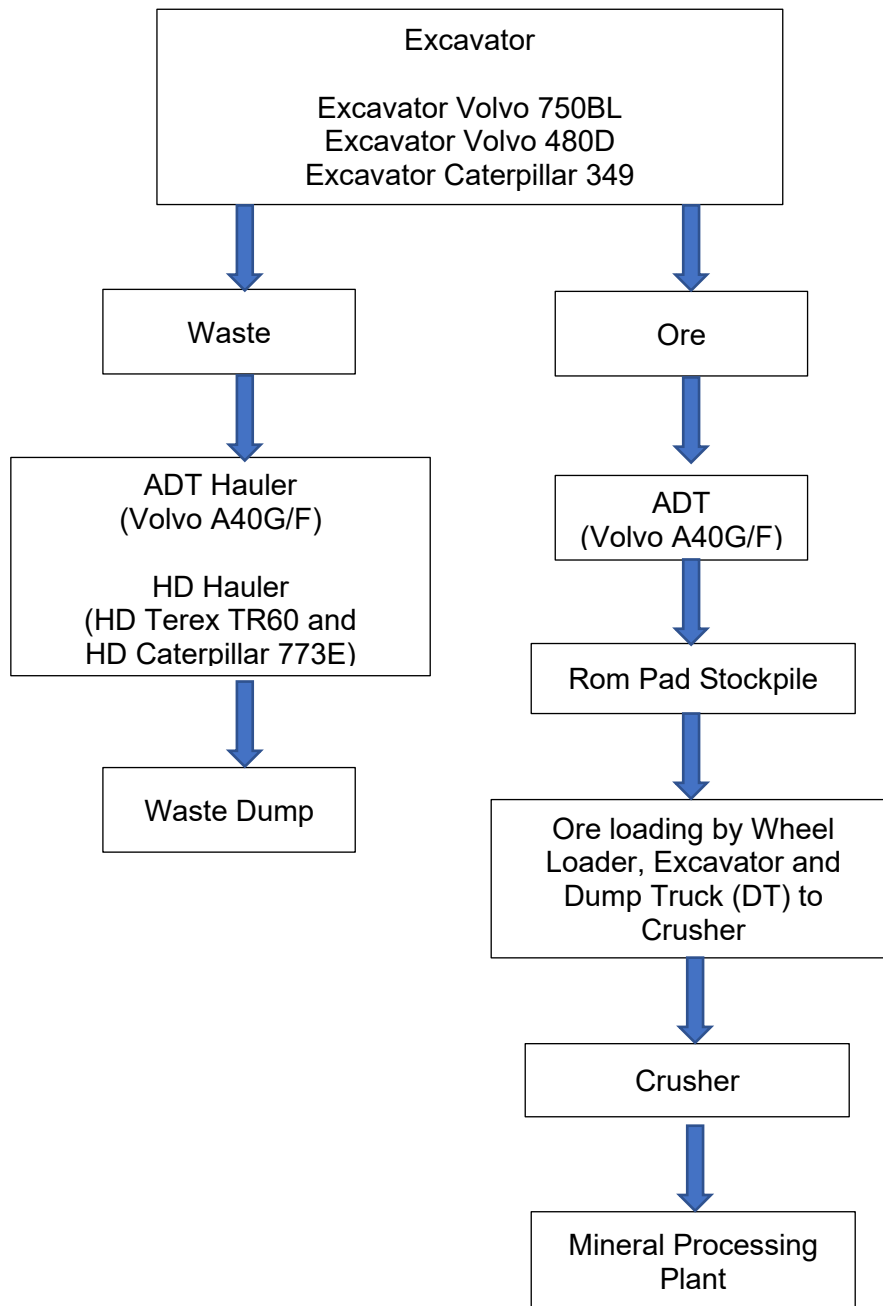 Excavator
Excavator Volvo 750BL
Excavator Volvo 480D
Excavator Caterpillar 349
Waste
Ore
ADT Hauler
(Volvo A40G/F)
HD Hauler
(HD Terex TR60 and
HD Caterpillar 773E)
ADT
(Volvo A40G/F)
Rom Pad Stockpile
Waste Dump
Ore loading by Wheel
Loader, Excavator and
Dump Truck (DT) to
Crusher
Crusher
Mineral Processing
Plant